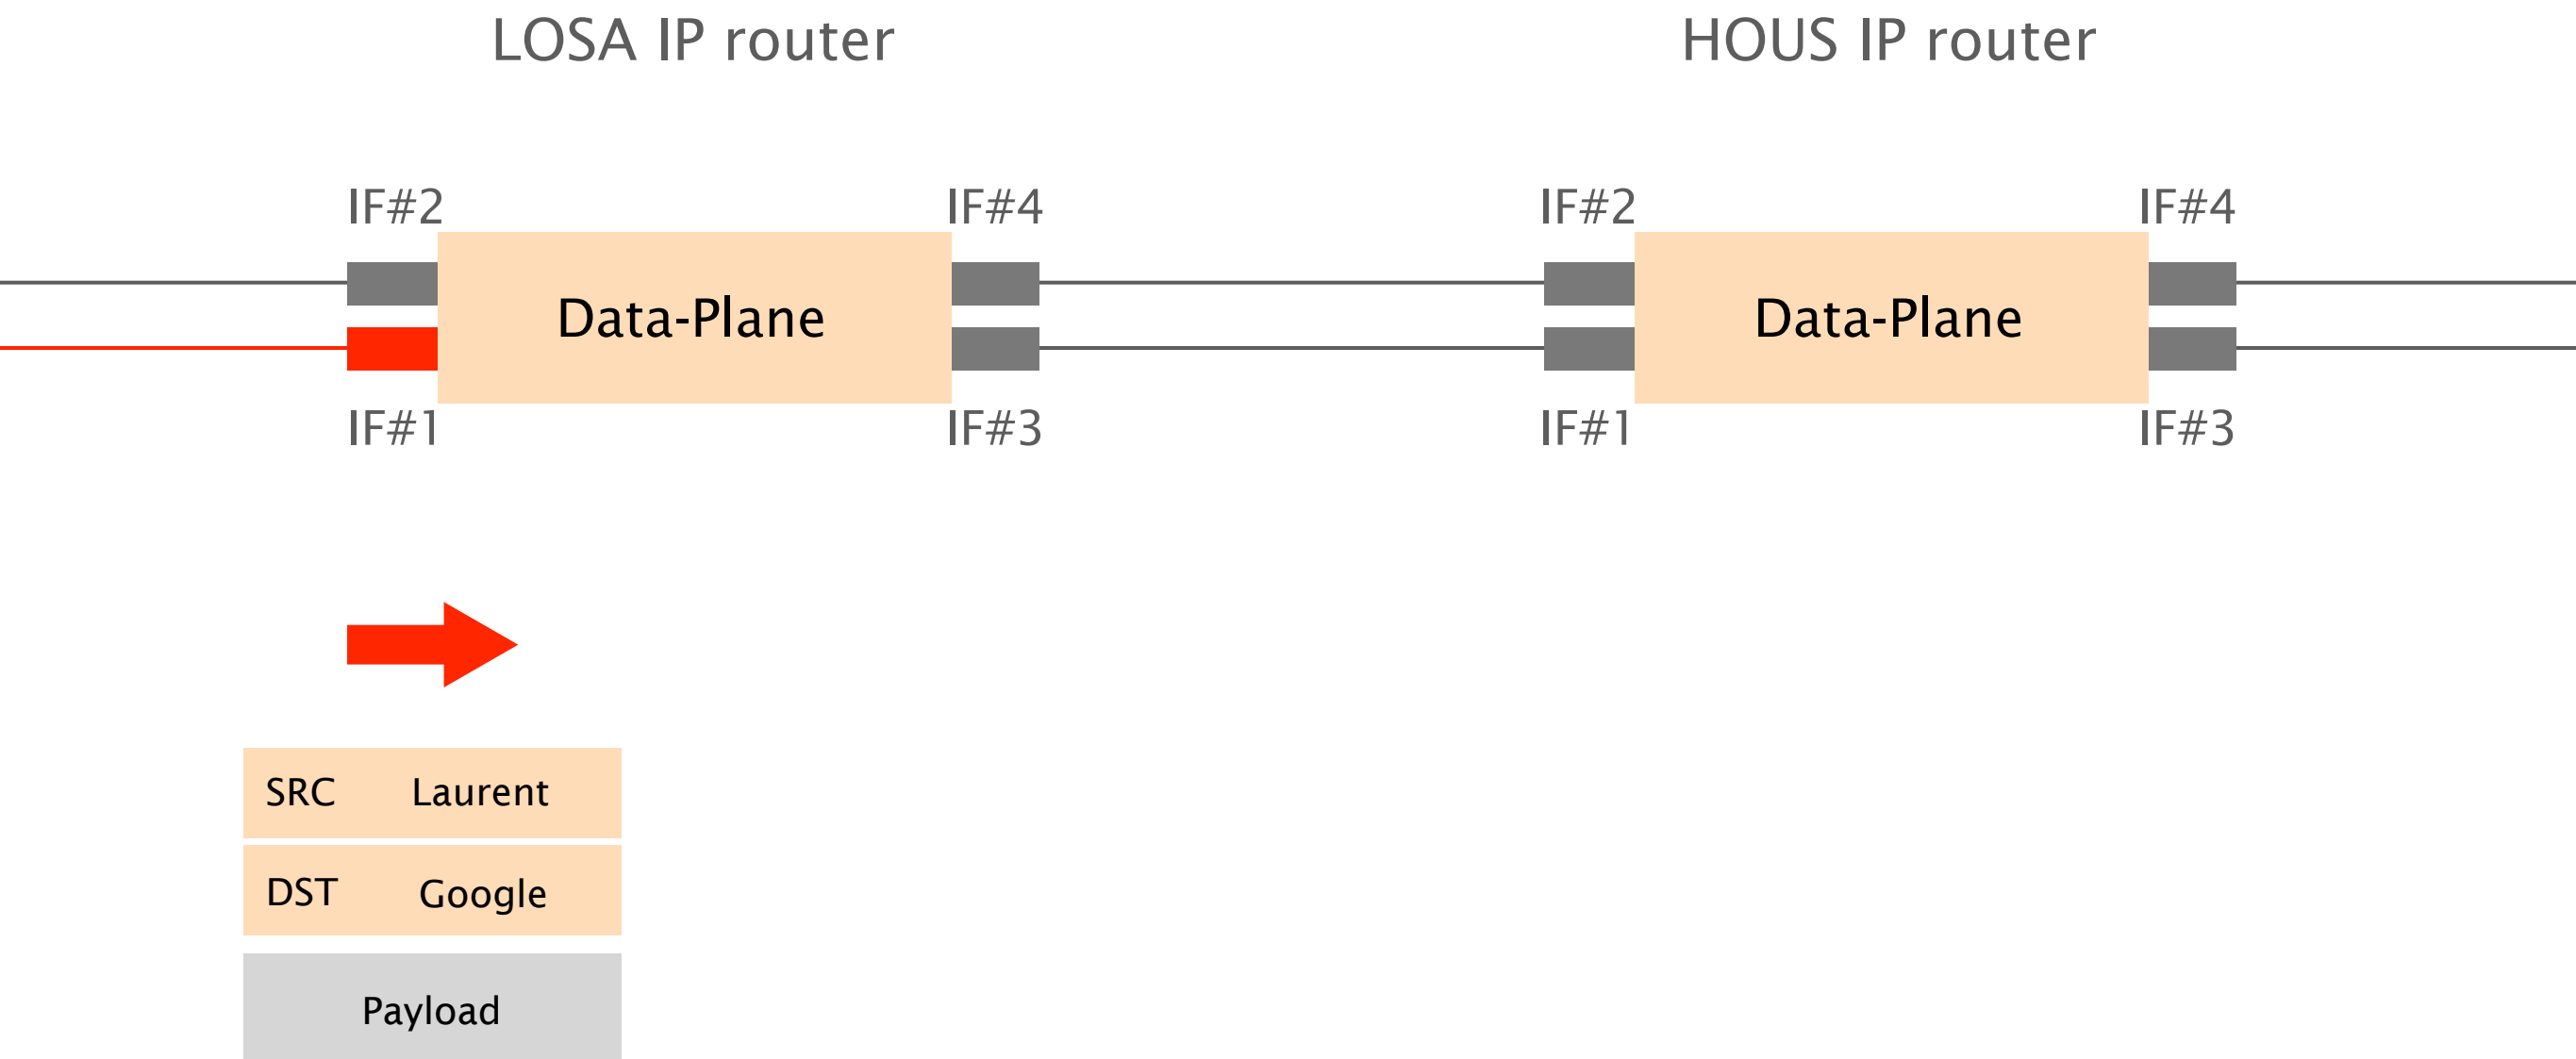 LOSA IP router
HOUS IP router
IF#2
IF#4
IF#2
IF#4
Data-Plane
Data-Plane
IF#1
IF#3
IF#1
IF#3
SRC Laurent
DST Google
Payload